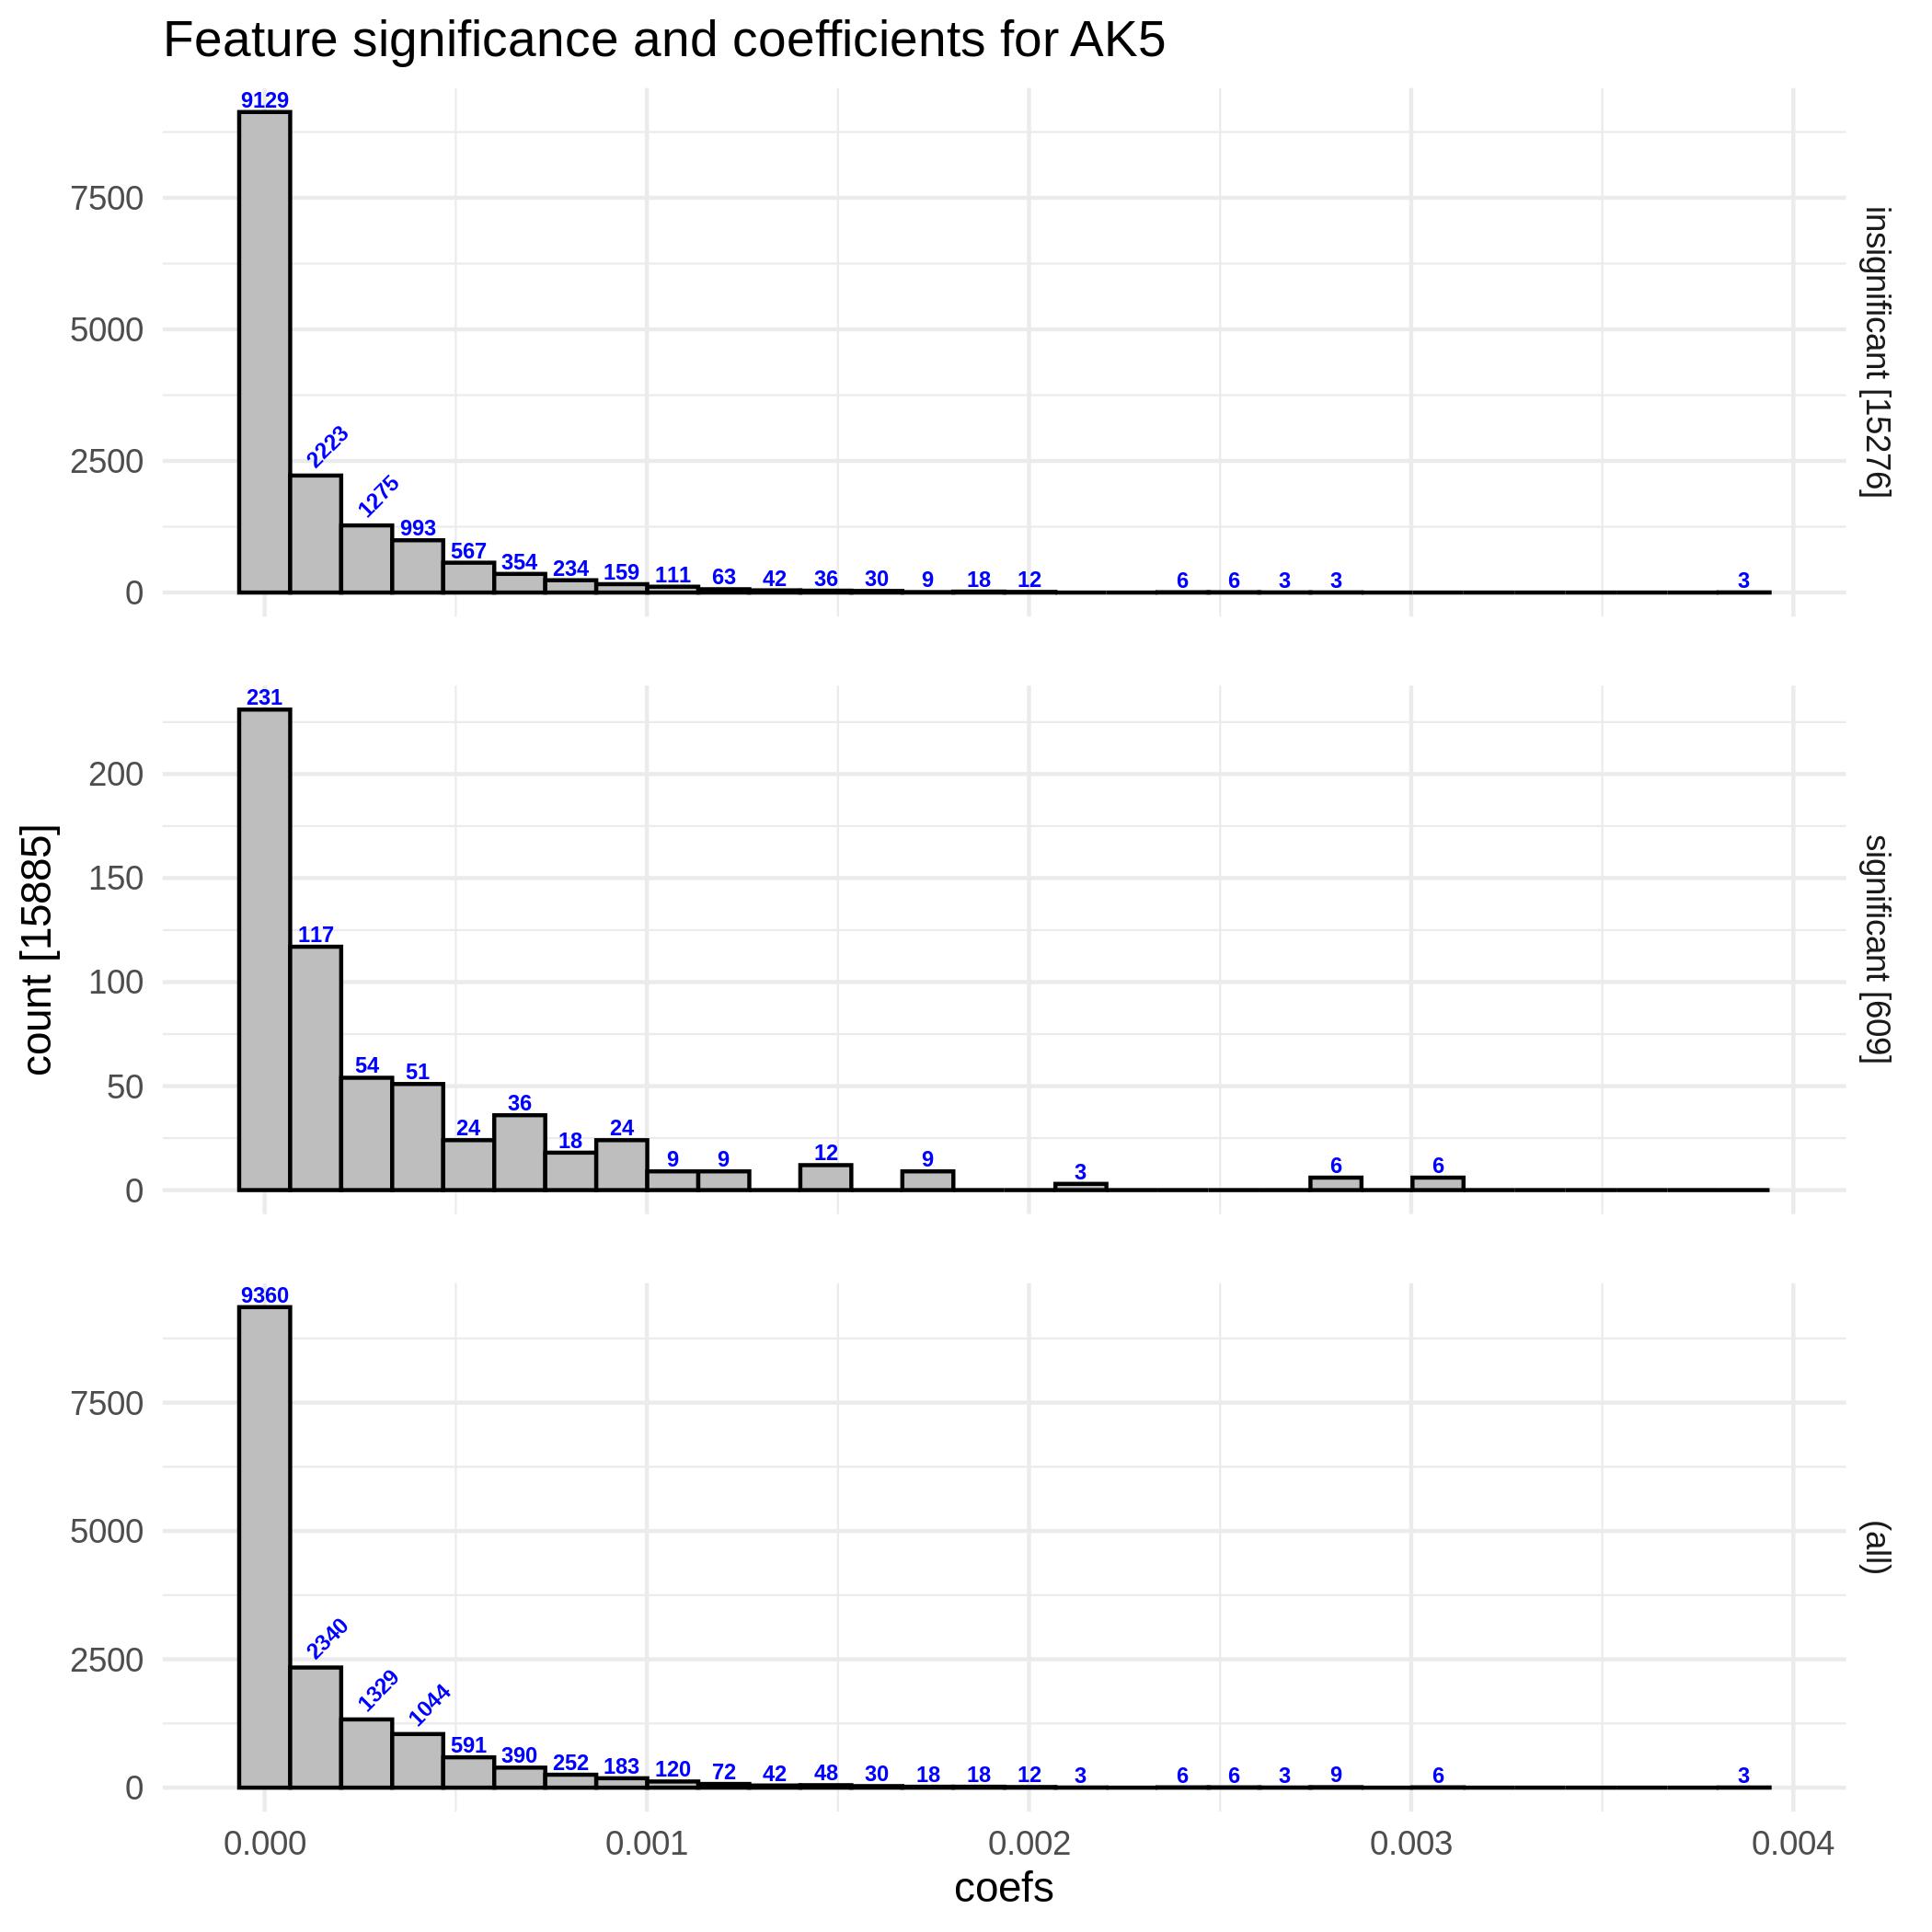 Feature significance and coefficients for AK5
9129
2223
1275
993 567 354 234 159 111 63 42 36 30 9 18 12 6 6 3 3 3
7500
5000
2500
0
insignificant [15276]
231
117
54 51 24 36 18 24 9 9 12 9 3 6 6
200
150
100
50
0
significant [609]
count [15885]
9360
2340
1329
1044
591 390 252 183 120 72 42 48 30 18 18 12 3 6 6 3 9 6 3
7500
5000
2500
0
(all)
0.000 0.001 0.002 0.003 0.004
coefs